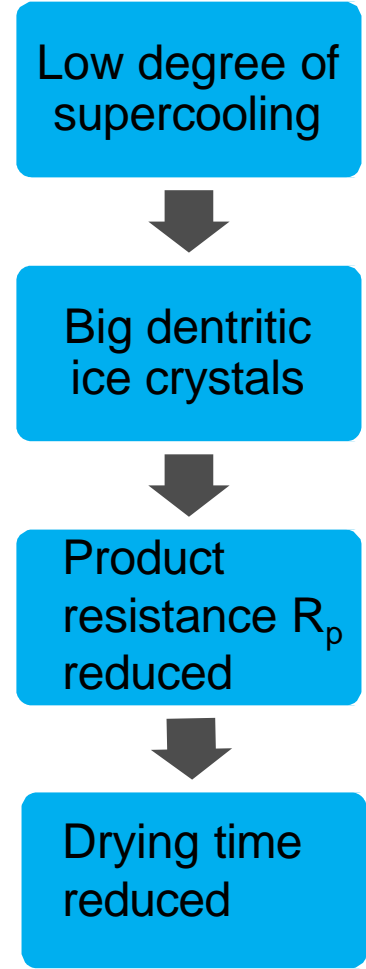 Low degree of
supercooling
Big dentritic
ice crystals
Product
resistance Rₚ
reduced
Drying time
reduced